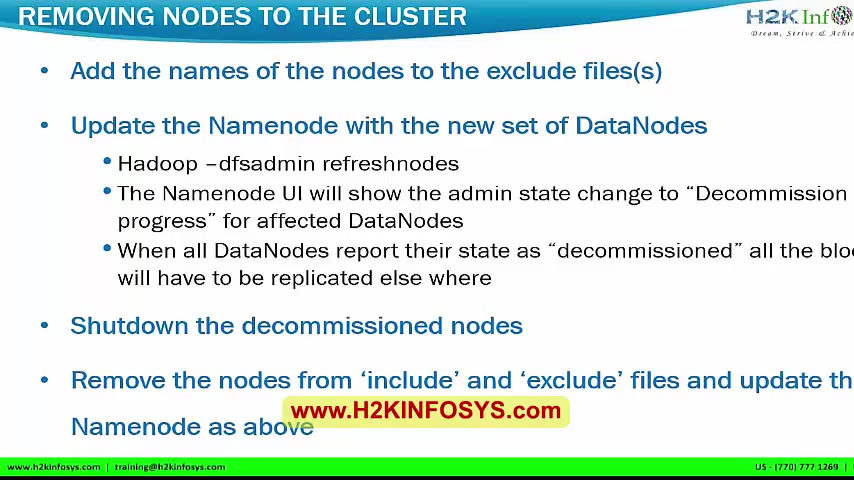 REMOVING NODES TO THE CLUSTER
H2K Inf
Dream, Strive & Achie
• Add the names of the nodes to the exclude files(s)
• Update the Namenode with the new set of DataNodes
• Hadoop –dfsadmin refreshnodes
• The Namenode UI will show the admin state change to “Decommission
progress” for affected DataNodes
• When all DataNodes report their state as “decommissioned” all the bloc
will have to be replicated else where
• Shutdown the decommissioned nodes
• Remove the nodes from ‘include’ and ‘exclude’ files and update th
Namenode as above
www.H2KINFOSYS.com
www.h2kinfosys.com | training@h2kinfosys.com
US - (770) 777 1269 |